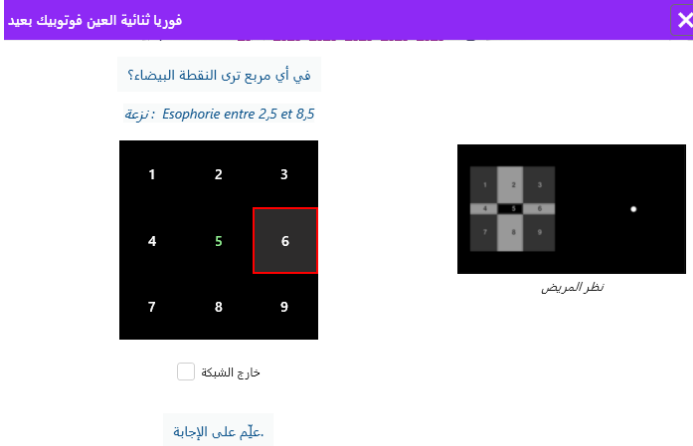 فوريا ثنائية العين فوتوبيك بعيد
في أي مربع ترى النقطة البيضاء؟
نزعة : Esophorie entre 2,5 et 8,5
1 2 3
4 5 6
7 8 9
خارج الشبكة
علِّم على الإجابة.
1 2 3
4 5 6
7 8 9
نظر المريض